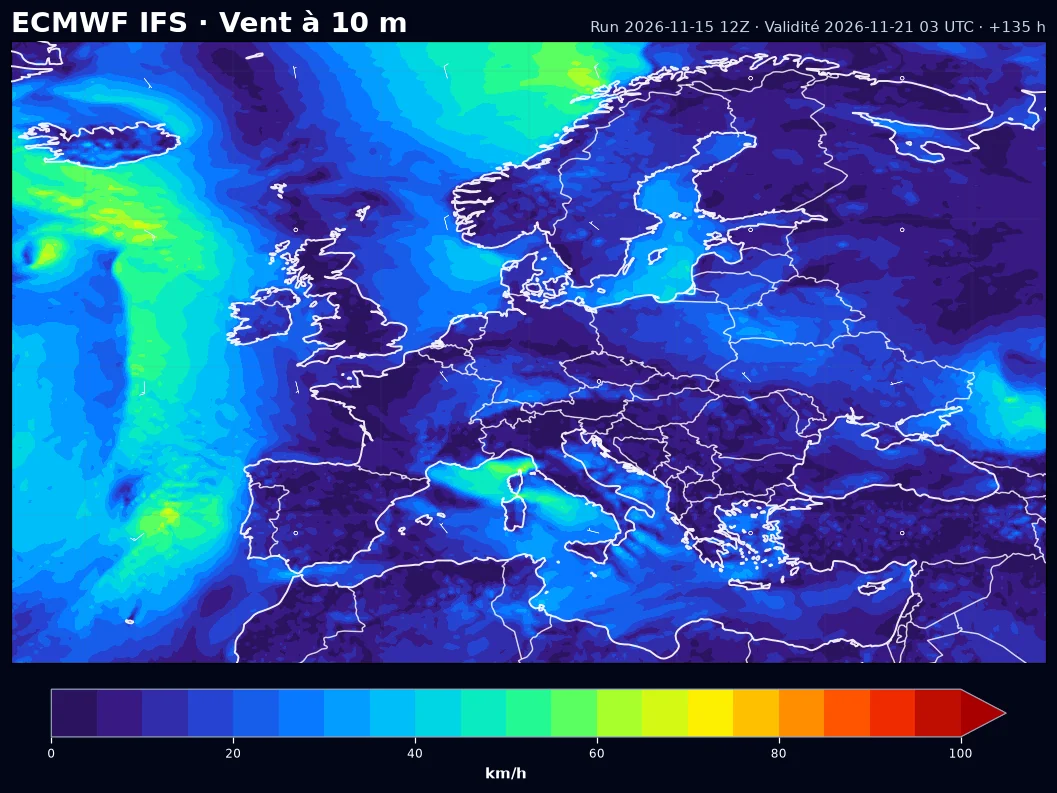 ECMWF IFS · Vent à 10 m
Run 2026-11-15 12Z · Validité 2026-11-21 03 UTC · +135 h
0 20 40 60 80 100
km/h